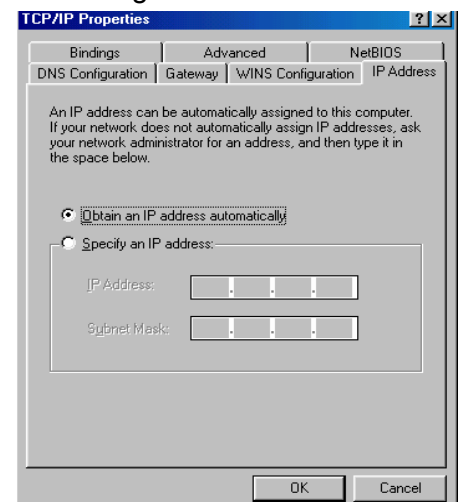 TCP/IP Properties
Bindings Advanced NetBIOS
DNS Configuration Gateway WINS Configuration IP Address
An IP address can be automatically assigned to this computer.
If your network does not automatically assign IP addresses, ask
your network administrator for an address, and then type it in
the space below.
Obtain an IP address automatically
Specify an IP address:
IP Address:
Subnet Mask:
OK Cancel